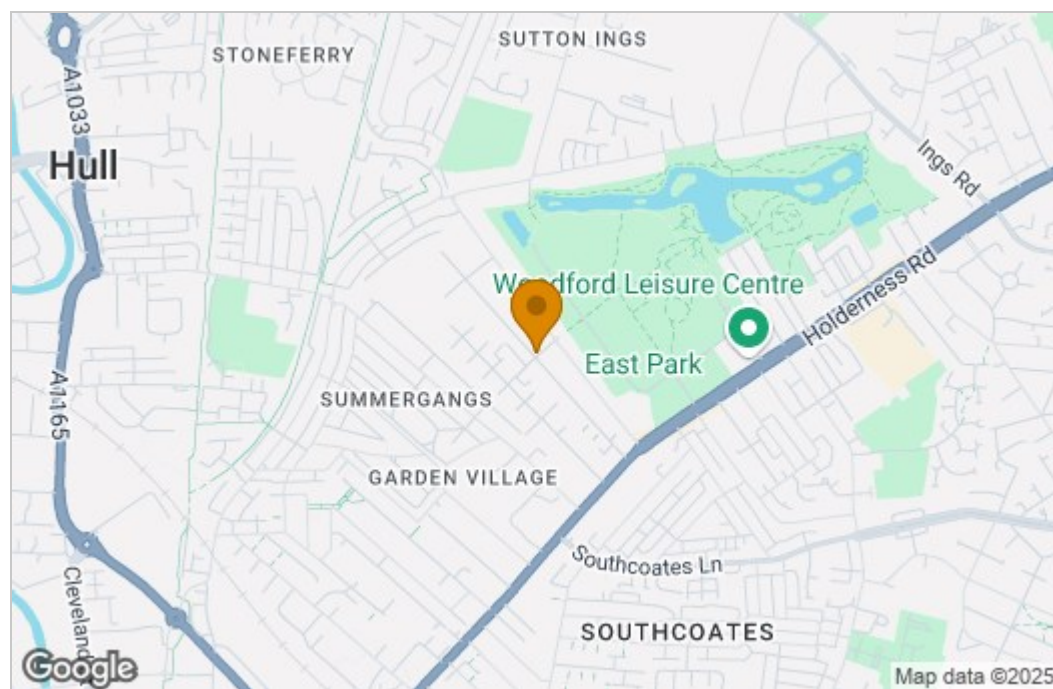 STONEFERRY
SUTTON INGS
A1033
Hull
Ings Rd
Woodford Leisure Centre
Holderness Rd
East Park
A1165
SUMMERGANGS
GARDEN VILLAGE
Southcoates Ln
Cleveland
SOUTHCOATES
Google
Map data ©2025